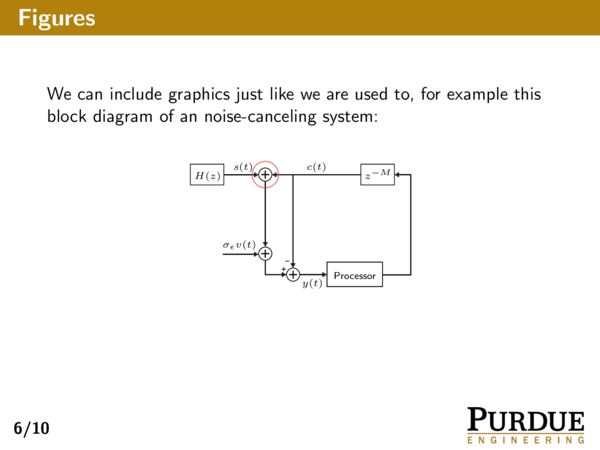 Figures
We can include graphics just like we are used to, for example this
block diagram of an noise-canceling system:
s(t)
c(t)
H(z)
z^{-M}
σ_e v(t)
−
+
Processor
y(t)
6/10
PURDUE
ENGINEERING